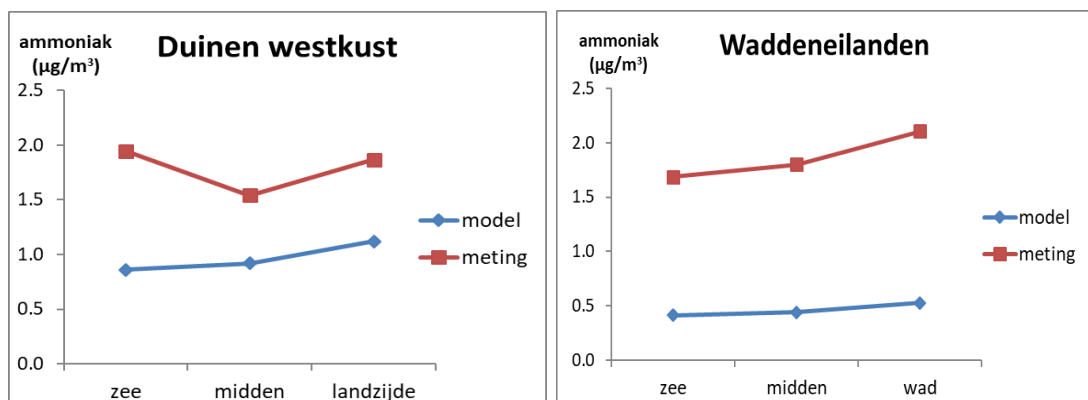 ammoniak
(µg/m³)
Duinen westkust
2.5
2.0
1.5
1.0
0.5
0.0
zee midden landzijde
model
meting
ammoniak
(µg/m³)
Waddeneilanden
2.5
2.0
1.5
1.0
0.5
0.0
zee midden wad
model
meting